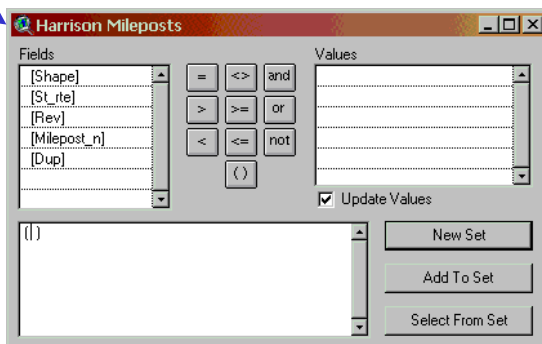 Harrison Mileposts
Fields
Values
[Shape]
[St_rte]
[Rev]
[Milepost_n]
[Dup]
= <> and
> >= or
< <= not
( )
Update Values
( )
New Set
Add To Set
Select From Set